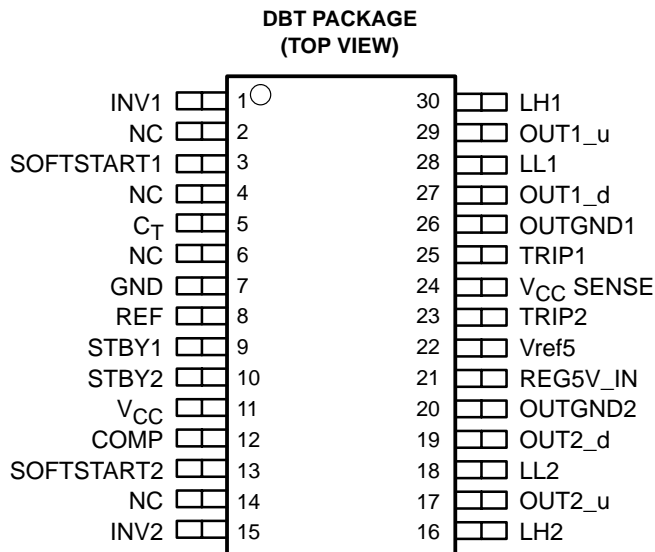 DBT PACKAGE
(TOP VIEW)
INV1 1 30 LH1
NC 2 29 OUT1_u
SOFTSTART1 3 28 LL1
NC 4 27 OUT1_d
CT 5 26 OUTGND1
NC 6 25 TRIP1
GND 7 24 VCC SENSE
REF 8 23 TRIP2
STBY1 9 22 Vref5
STBY2 10 21 REG5V_IN
VCC 11 20 OUTGND2
COMP 12 19 OUT2_d
SOFTSTART2 13 18 LL2
NC 14 17 OUT2_u
INV2 15 16 LH2